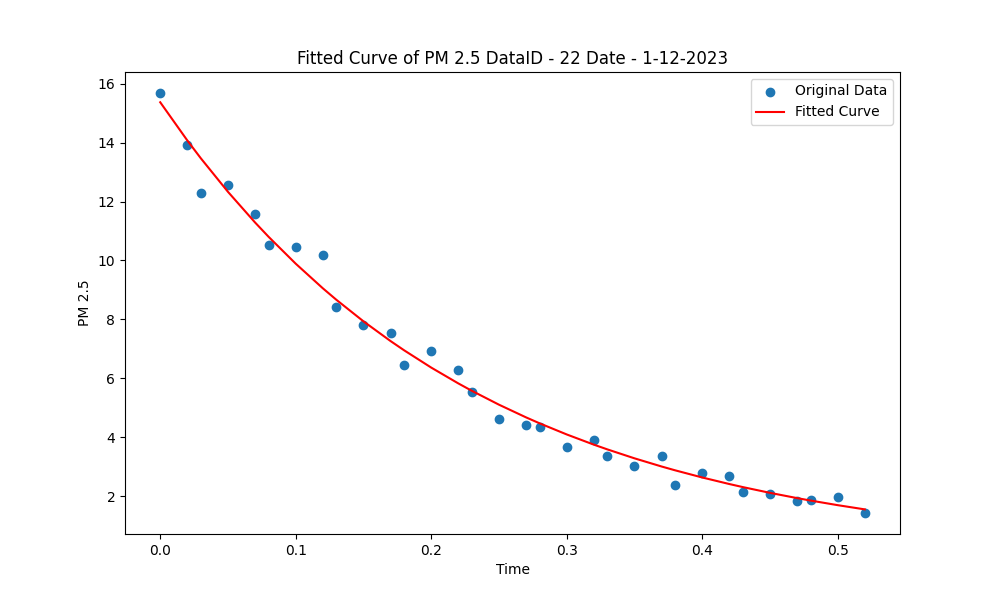 Fitted Curve of PM 2.5 DataID - 22 Date - 1-12-2023
Original Data
Fitted Curve
16
14
12
10
8
6
4
2
PM 2.5
0.0 0.1 0.2 0.3 0.4 0.5
Time